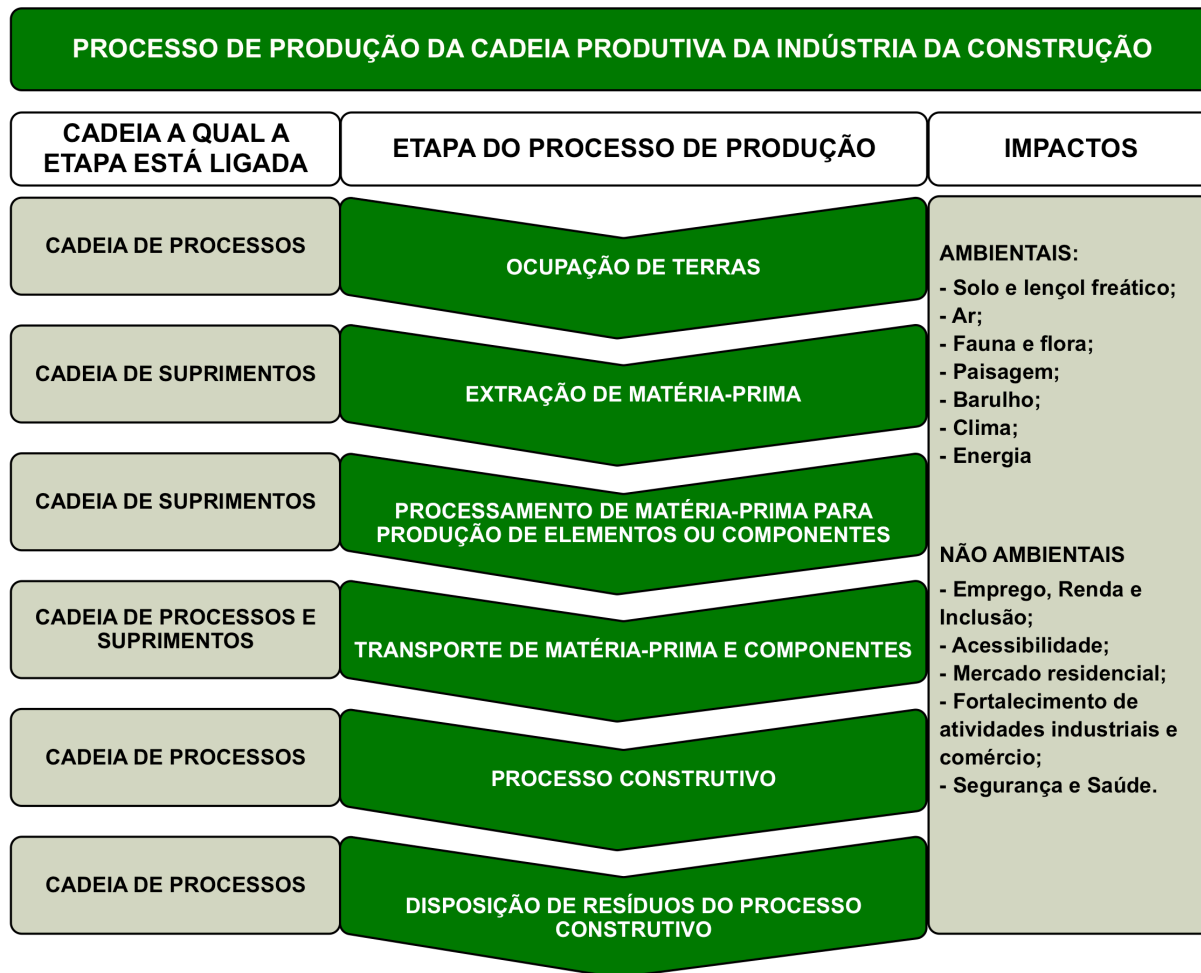 PROCESSO DE PRODUÇÃO DA CADEIA PRODUTIVA DA INDÚSTRIA DA CONSTRUÇÃO
CADEIA A QUAL A
ETAPA ESTÁ LIGADA
ETAPA DO PROCESSO DE PRODUÇÃO
IMPACTOS
CADEIA DE PROCESSOS
OCUPAÇÃO DE TERRAS
CADEIA DE SUPRIMENTOS
EXTRAÇÃO DE MATÉRIA-PRIMA
CADEIA DE SUPRIMENTOS
PROCESSAMENTO DE MATÉRIA-PRIMA PARA
PRODUÇÃO DE ELEMENTOS OU COMPONENTES
CADEIA DE PROCESSOS E
SUPRIMENTOS
TRANSPORTE DE MATÉRIA-PRIMA E COMPONENTES
CADEIA DE PROCESSOS
PROCESSO CONSTRUTIVO
CADEIA DE PROCESSOS
DISPOSIÇÃO DE RESÍDUOS DO PROCESSO
CONSTRUTIVO
AMBIENTAIS:
- Solo e lençol freático;
- Ar;
- Fauna e flora;
- Paisagem;
- Barulho;
- Clima;
- Energia
NÃO AMBIENTAIS
- Emprego, Renda e
Inclusão;
- Acessibilidade;
- Mercado residencial;
- Fortalecimento de
atividades industriais e
comércio;
- Segurança e Saúde.